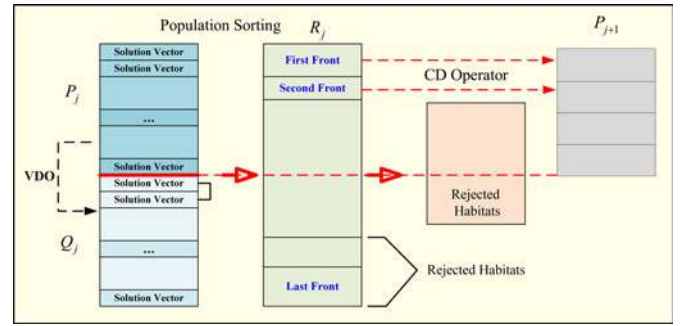 Population Sorting
R_j
P_{j+1}
Solution Vector
Solution Vector
P_j
...
Solution Vector
VDO
Solution Vector
Solution Vector
Q_j
...
Solution Vector
First Front
Second Front
Last Front
CD Operator
Rejected
Habitats
Rejected Habitats